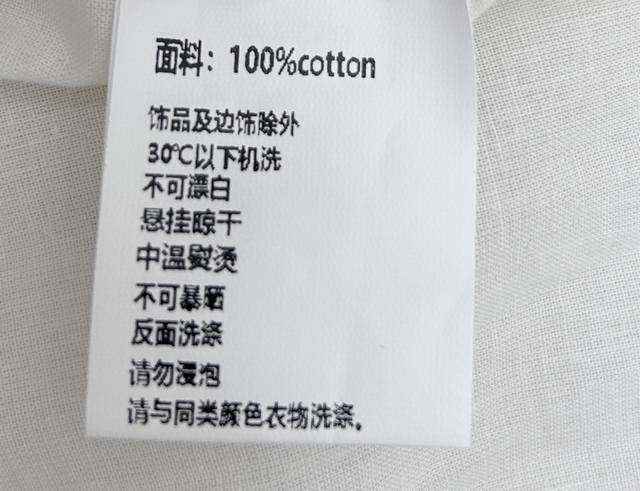 面料：100%cotton
饰品及边饰除外
30℃以下机洗
不可漂白
悬挂晾干
中温熨烫
不可暴晒
反面洗涤
请勿浸泡
请与同类颜色衣物洗涤。